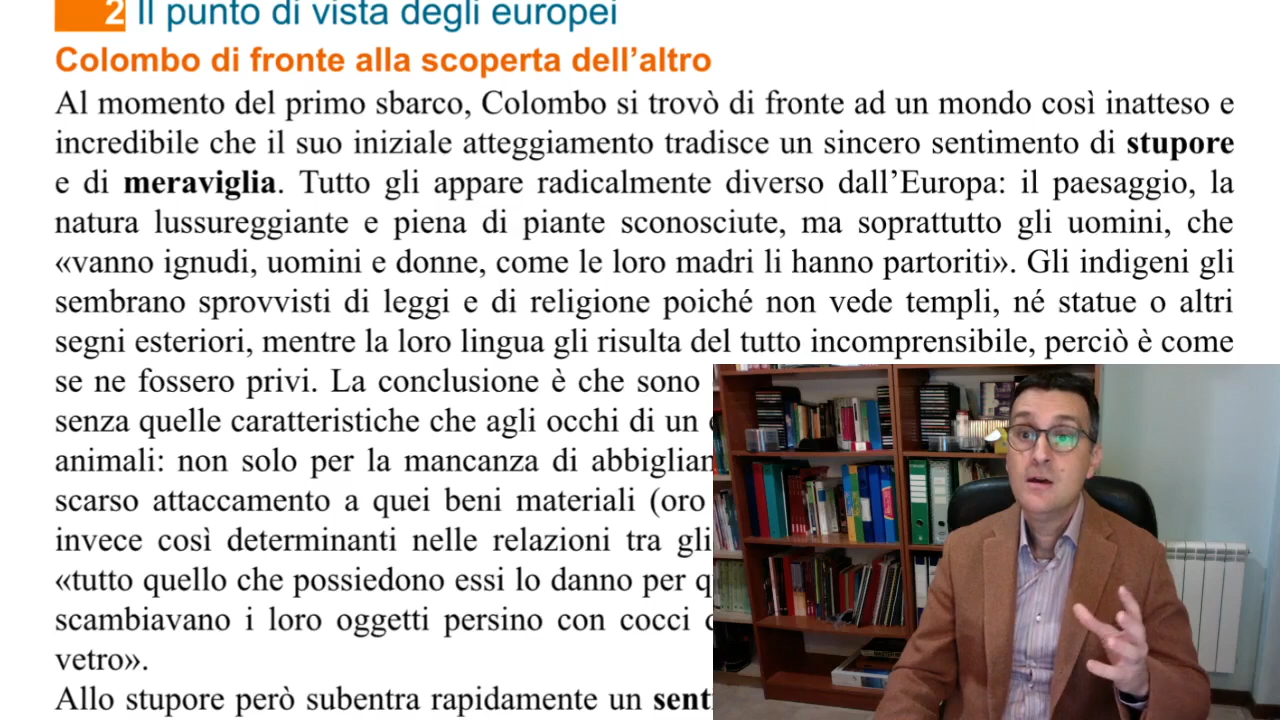 2 Il punto di vista degli europei
Colombo di fronte alla scoperta dell’altro
Al momento del primo sbarco, Colombo si trovò di fronte ad un mondo così inatteso e
incredibile che il suo iniziale atteggiamento tradisce un sincero sentimento di stupore
e di meraviglia. Tutto gli appare radicalmente diverso dall’Europa: il paesaggio, la
natura lussureggiante e piena di piante sconosciute, ma soprattutto gli uomini, che
«vanno ignudi, uomini e donne, come le loro madri li hanno partoriti». Gli indigeni gli
sembrano sprovvisti di leggi e di religione poiché non vede templi, né statue o altri
segni esteriori, mentre la loro lingua gli risulta del tutto incomprensibile, perciò è come
se ne fossero privi. La conclusione è che sono
senza quelle caratteristiche che agli occhi di un
animali: non solo per la mancanza di
scarso attaccamento a quei beni materiali (oro
invece così determinanti nelle relazioni tra gli
«tutto quello che possiedono essi lo danno per
scambiavano i loro oggetti persino con cocci
vetro».
Allo stupore però subentra rapidamente un